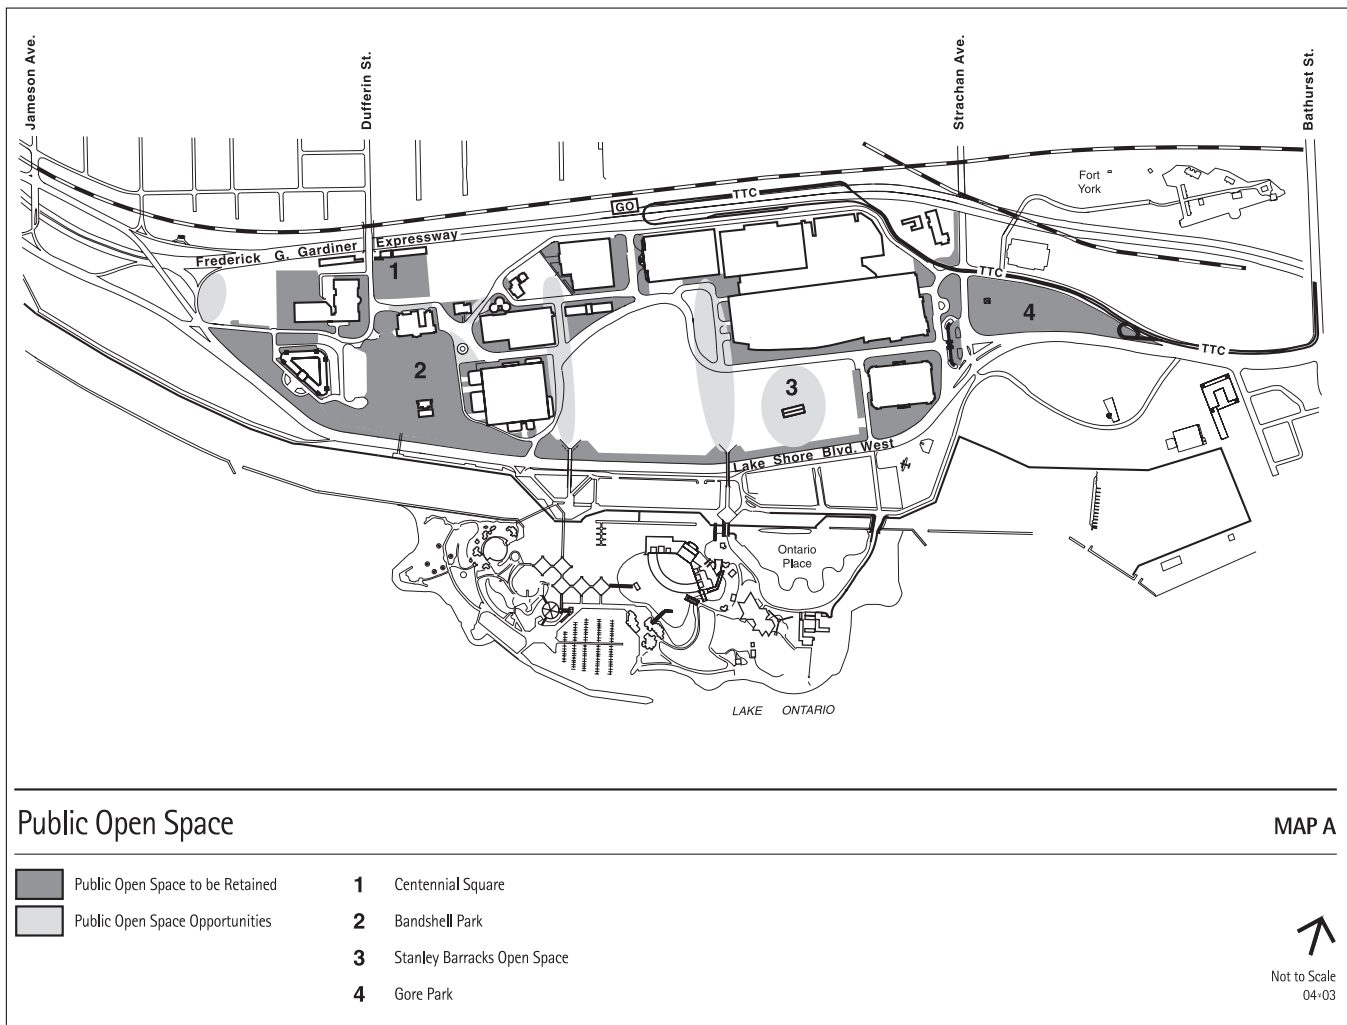 Jameson Ave.
Dufferin St.
Strachan Ave.
Bathurst St.
Fort
York
GO
TTC
Frederick G. Gardiner Expressway
1
TTC
4
2
3
TTC
Lake Shore Blvd. West
Ontario
Place
LAKE ONTARIO
Public Open Space
MAP A
Public Open Space to be Retained
Public Open Space Opportunities
1 Centennial Square
2 Bandshell Park
3 Stanley Barracks Open Space
4 Gore Park
Not to Scale